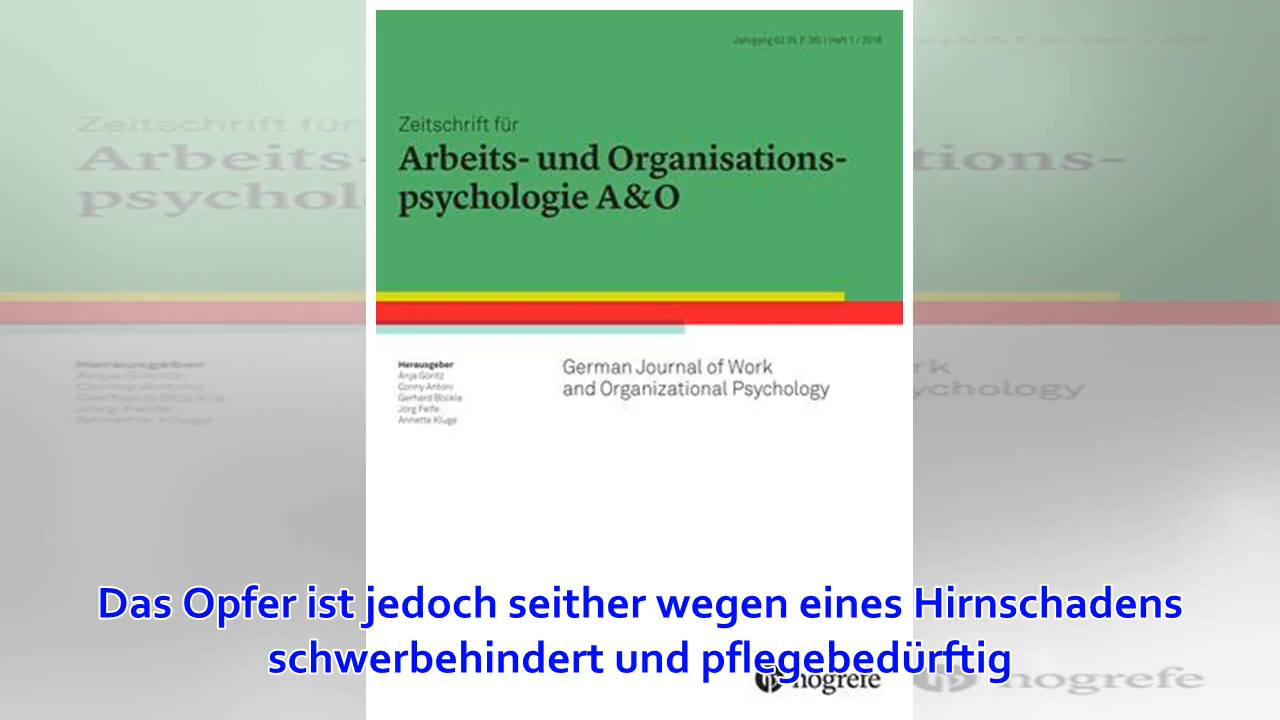 Jahrgang 62 (N. F. 36) / Heft 1 / 2018
Zeitschrift für
Arbeits- und Organisations-
psychologie A&O
Herausgeber
Anja Göritz
Conny Antoni
Gerhard Blickle
Jörg Felfe
Annette Kluge
German Journal of Work
and Organizational Psychology
Das Opfer ist jedoch seither wegen eines Hirnschadens
schwerbehindert und pflegebedürftig
hogrefe